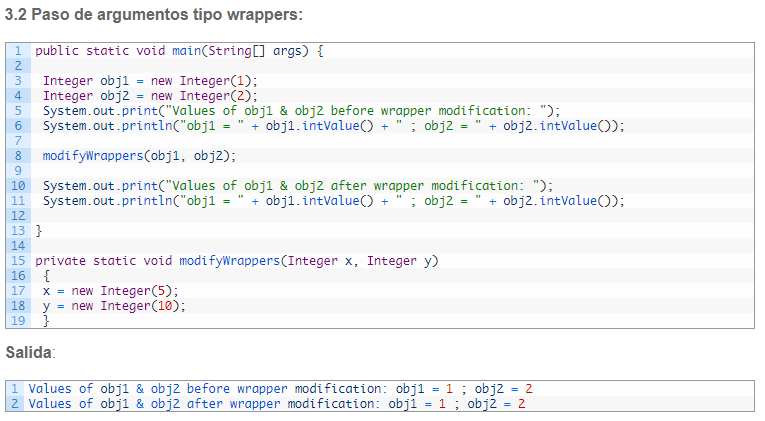 3.2 Paso de argumentos tipo wrappers:
1 public static void main(String[] args) {
2
3 Integer obj1 = new Integer(1);
4 Integer obj2 = new Integer(2);
5 System.out.print("Values of obj1 & obj2 before wrapper modification: ");
6 System.out.println("obj1 = " + obj1.intValue() + " ; obj2 = " + obj2.intValue());
7
8 modifyWrappers(obj1, obj2);
9
10 System.out.print("Values of obj1 & obj2 after wrapper modification: ");
11 System.out.println("obj1 = " + obj1.intValue() + " ; obj2 = " + obj2.intValue());
12
13 }
14
15 private static void modifyWrappers(Integer x, Integer y)
16 {
17 x = new Integer(5);
18 y = new Integer(10);
19 }
Salida:
1 Values of obj1 & obj2 before wrapper modification: obj1 = 1 ; obj2 = 2
2 Values of obj1 & obj2 after wrapper modification: obj1 = 1 ; obj2 = 2